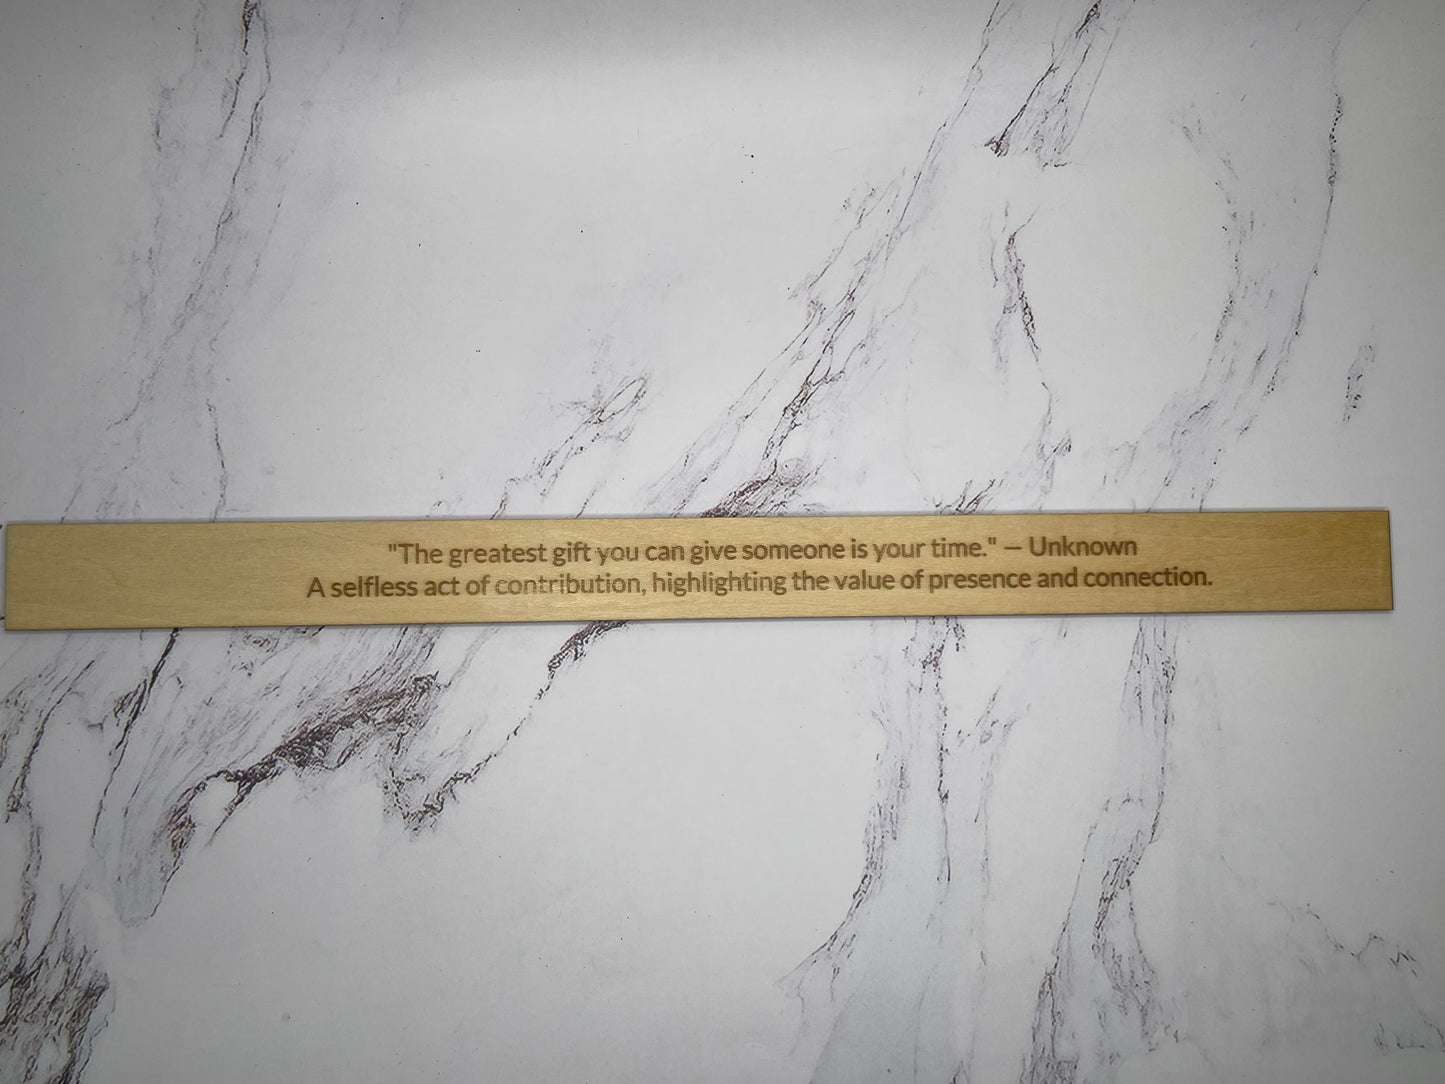 "The greatest gift you can give someone is your time." – Unknown
A selfless act of contribution, highlighting the value of presence and connection.